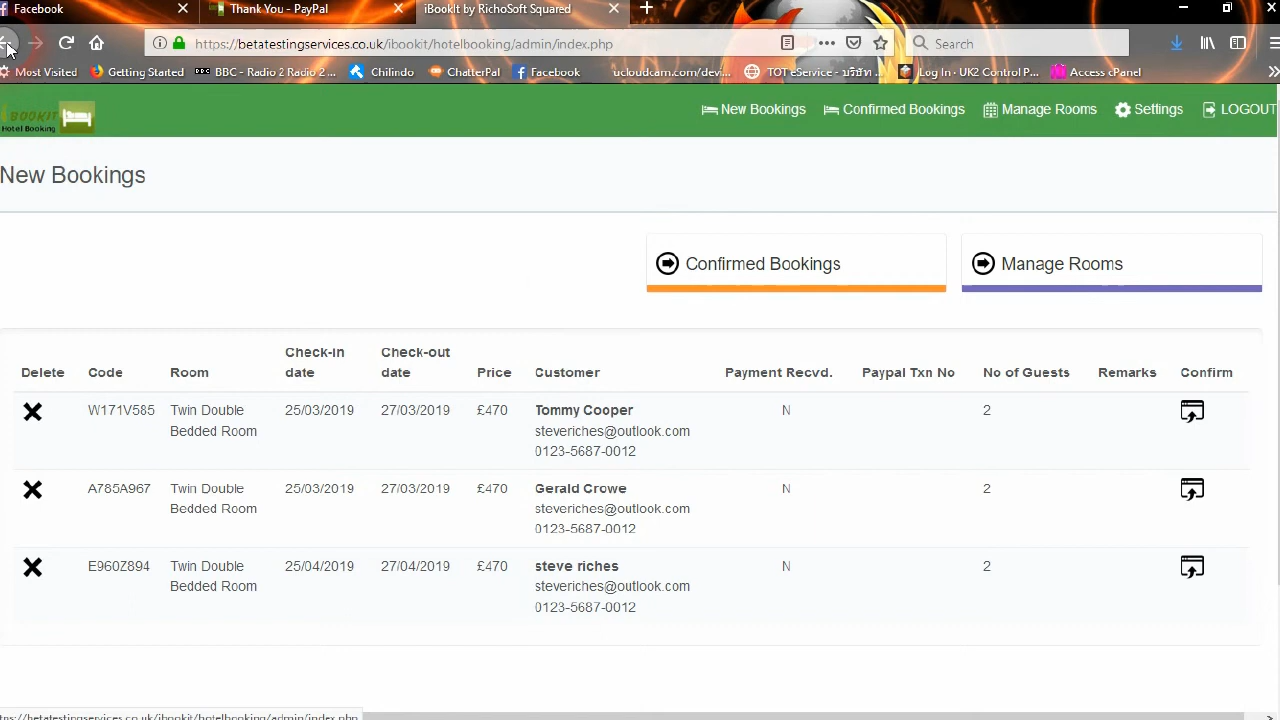 Facebook
Thank You - PayPal
iBookIt by RichoSoft Squared
https://betatestingservices.co.uk/ibookit/hotelbooking/admin/index.php
Search
Most Visited
Getting Started
BBC - Radio 2 Radio 2 ...
Chilindo
ChatterPal
Facebook
ucloudcam.com/dev...
TOT eService - บริษัท ...
Log In · UK2 Control P...
Access cPanel
IBOOKIT
Hotel Booking
New Bookings
Confirmed Bookings
Manage Rooms
Settings
LOGOUT
New Bookings
Confirmed Bookings
Manage Rooms
Delete Code Room Check-in date Check-out date Price Customer Payment Recvd. Paypal Txn No No of Guests Remarks Confirm
W171V585 Twin Double Bedded Room 25/03/2019 27/03/2019 £470 Tommy Cooper N 2
steveriches@outlook.com
0123-5687-0012
A785A967 Twin Double Bedded Room 25/03/2019 27/03/2019 £470 Gerald Crowe N 2
steveriches@outlook.com
0123-5687-0012
E960Z894 Twin Double Bedded Room 25/04/2019 27/04/2019 £470 steve riches N 2
steveriches@outlook.com
0123-5687-0012
tps://betatestingservices.co.uk/ibookit/hotelbooking/admin/index.php